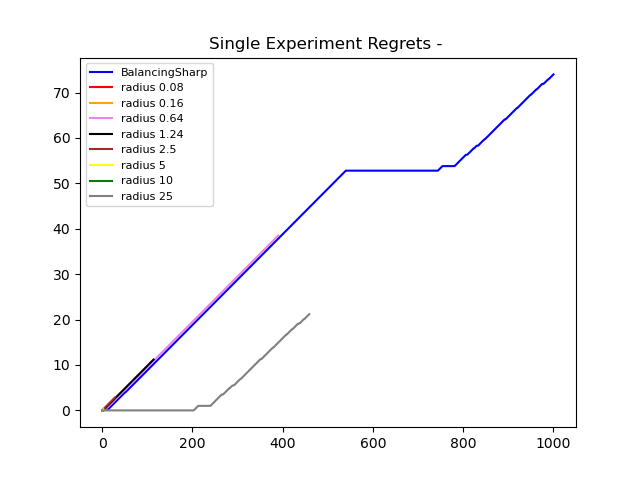 Single Experiment Regrets -
BalancingSharp
radius 0.08
radius 0.16
radius 0.64
radius 1.24
radius 2.5
radius 5
radius 10
radius 25
70
60
50
40
30
20
10
0
0 200 400 600 800 1000